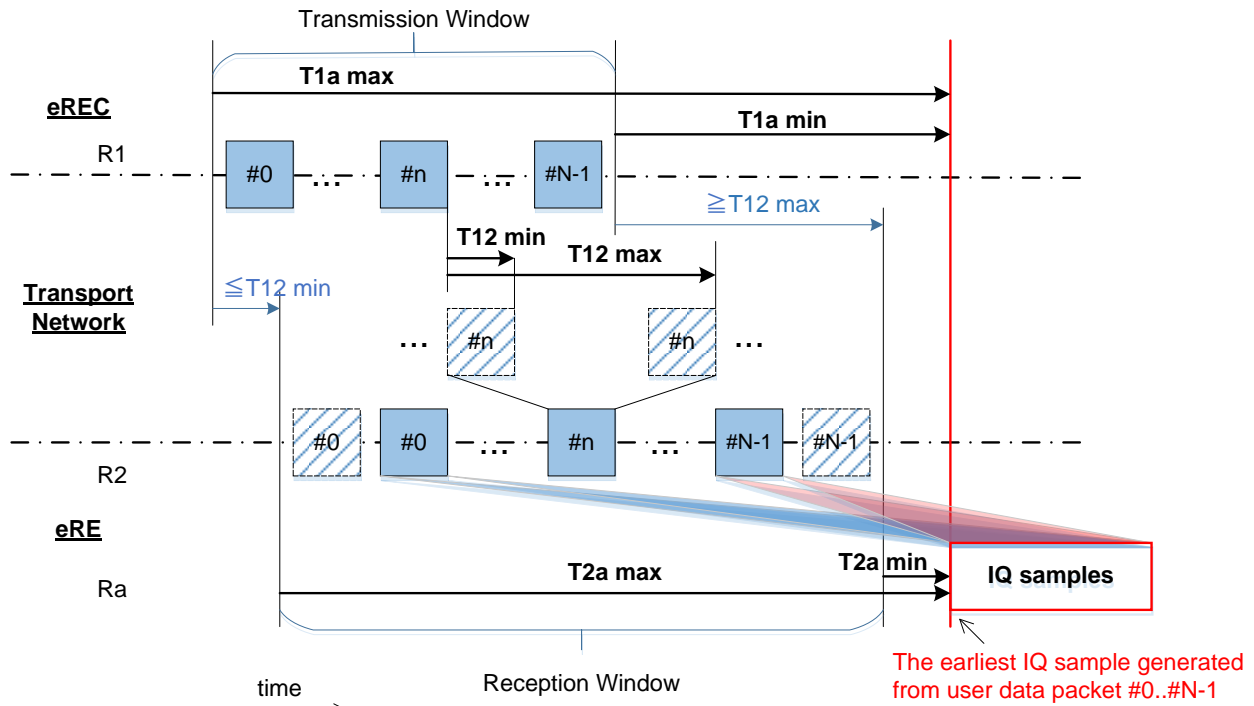 Transmission Window
T1a max
eREC
T1a min
R1
#0
...
#n
...
#N-1
≧T12 max
T12 min
T12 max
≦T12 min
Transport
Network
...
#n
#n
...
#0
#0
...
#n
...
#N-1
#N-1
R2
eRE
T2a min
IQ samples
T2a max
Ra
The earliest IQ sample generated
from user data packet #0..#N-1
time
Reception Window